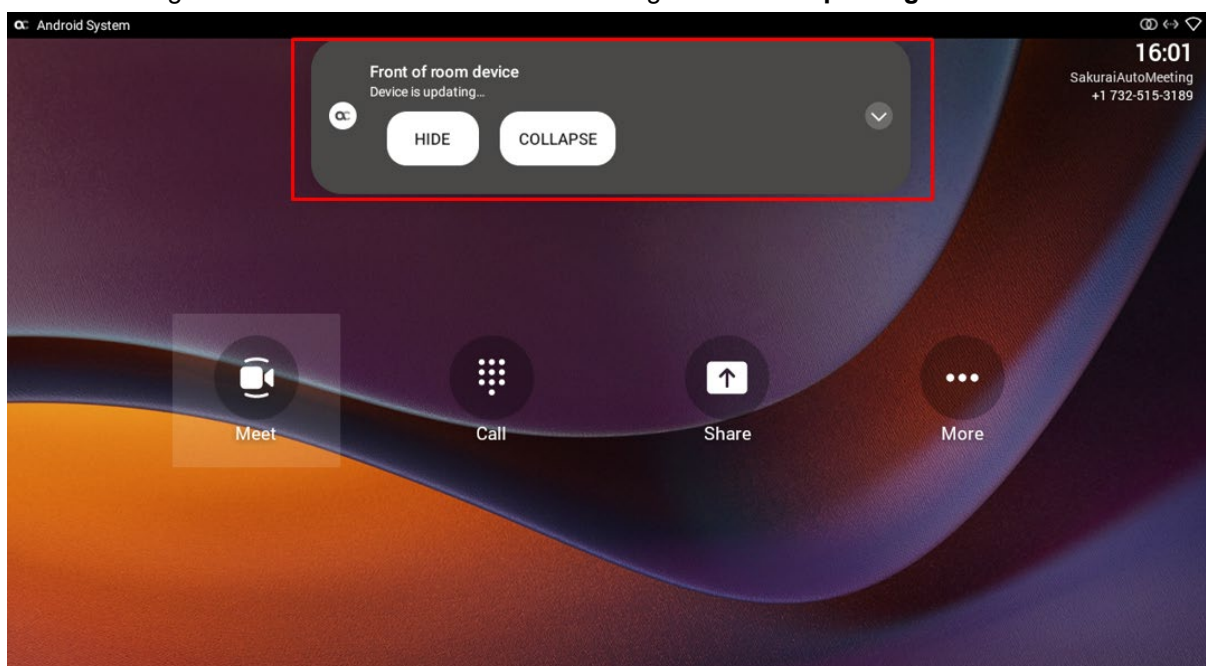 Android System
16:01
SakuraiAutoMeeting
+1 732-515-3189
Front of room device
Device is updating...
HIDE
COLLAPSE
Meet
Call
Share
More